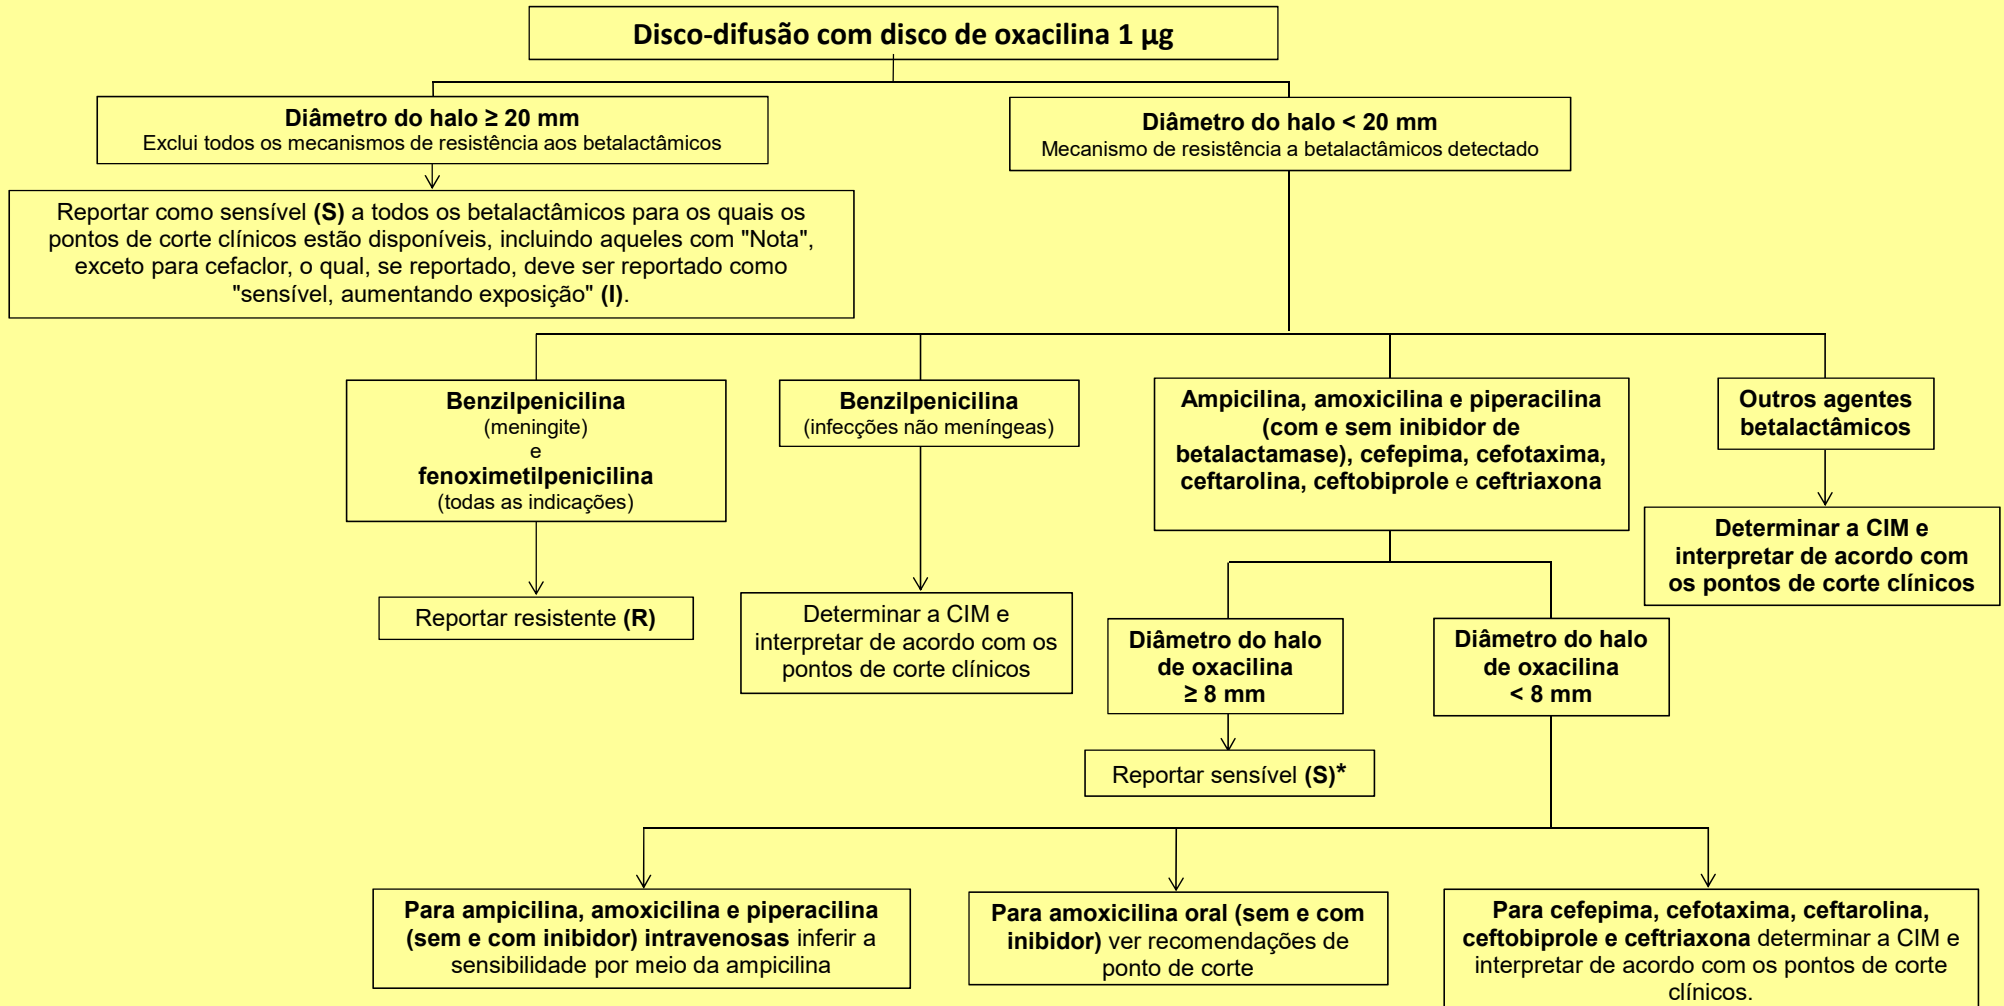 Disco-difusão com disco de oxacilina 1 µg
Diâmetro do halo ≥ 20 mm
Exclui todos os mecanismos de resistência aos betalactâmicos
Diâmetro do halo < 20 mm
Mecanismo de resistência a betalactâmicos detectado
Reportar como sensível (S) a todos os betalactâmicos para os quais os
pontos de corte clínicos estão disponíveis, incluindo aqueles com "Nota",
exceto para cefaclor, o qual, se reportado, deve ser reportado como
"sensível, aumentando exposição" (I).
Benzilpenicilina
(meningite)
e
fenoximetilpenicilina
(todas as indicações)
Benzilpenicilina
(infecções não meníngeas)
Ampicilina, amoxicilina e piperacilina
(com e sem inibidor de
betalactamase), cefepima, cefotaxima,
ceftarolina, ceftobiprole e ceftriaxona
Outros agentes
betalactâmicos
Reportar resistente (R)
Determinar a CIM e
interpretar de acordo com os
pontos de corte clínicos
Determinar a CIM e
interpretar de acordo com
os pontos de corte clínicos
Diâmetro do halo
de oxacilina
≥ 8 mm
Diâmetro do halo
de oxacilina
< 8 mm
Reportar sensível (S)*
Para ampicilina, amoxicilina e piperacilina
(sem e com inibidor) intravenosas inferir a
sensibilidade por meio da ampicilina
Para amoxicilina oral (sem e com
inibidor) ver recomendações de
ponto de corte
Para cefepima, cefotaxima, ceftarolina,
ceftobiprole e ceftriaxona determinar a CIM e
interpretar de acordo com os pontos de corte
clínicos.